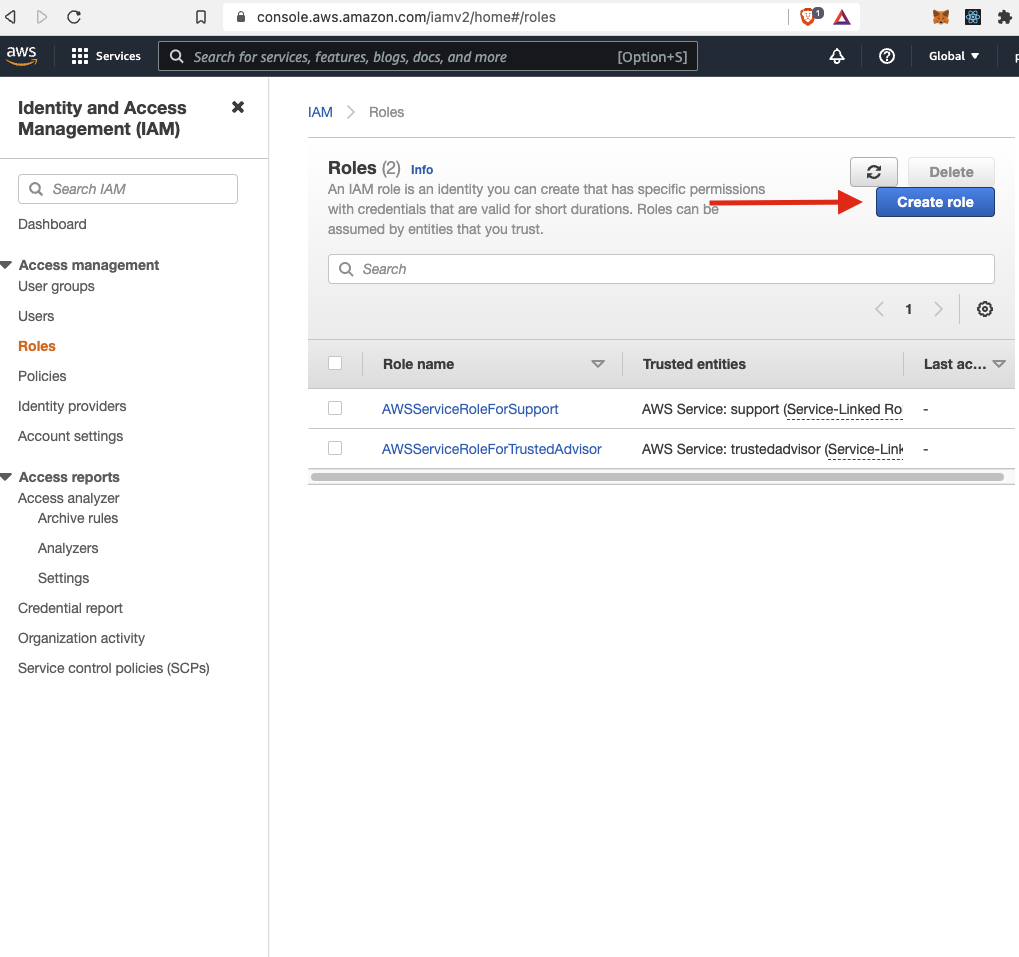 console.aws.amazon.com/iamv2/home#/roles
1
aws
Services
Search for services, features, blogs, docs, and more
[Option+S]
Global
Identity and Access
Management (IAM)
Search IAM
Dashboard
Access management
User groups
Users
Roles
Policies
Identity providers
Account settings
Access reports
Access analyzer
Archive rules
Analyzers
Settings
Credential report
Organization activity
Service control policies (SCPs)
IAM
Roles
Roles (2) Info
An IAM role is an identity you can create that has specific permissions
with credentials that are valid for short durations. Roles can be
assumed by entities that you trust.
Delete
Create role
Search
1
Role name
Trusted entities
Last ac...
AWSServiceRoleForSupport
AWS Service: support (Service-Linked Ro
-
AWSServiceRoleForTrustedAdvisor
AWS Service: trustedadvisor (Service-Link
-